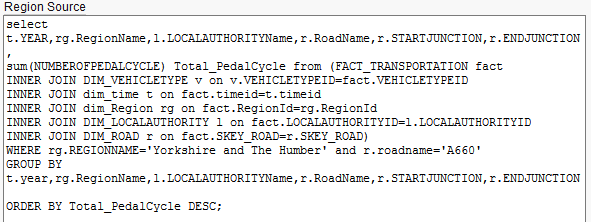 Region Source
select
t.YEAR,rg.RegionName,l.LOCALAUTHORITYName,r.RoadName,r.STARTJUNCTION,r.ENDJUNCTION
,
sum(NUMBEROFPEDALCYCLE) Total_PedalCycle from (FACT_TRANSPORTATION fact
INNER JOIN DIM_VEHICLETYPE v on v.VEHICLETYPEID=fact.VEHICLETYPEID
INNER JOIN dim_time t on fact.timeid=t.timeid
INNER JOIN dim_Region rg on fact.RegionId=rg.RegionId
INNER JOIN DIM_LOCALAUTHORITY l on fact.LOCALAUTHORITYID=l.LOCALAUTHORITYID
INNER JOIN DIM_ROAD r on fact.SKEY_ROAD=r.SKEY_ROAD)
WHERE rg.REGIONNAME='Yorkshire and The Humber' and r.roadname='A660'
GROUP BY
t.year,rg.RegionName,l.LOCALAUTHORITYName,r.RoadName,r.STARTJUNCTION,r.ENDJUNCTION
ORDER BY Total_PedalCycle DESC;